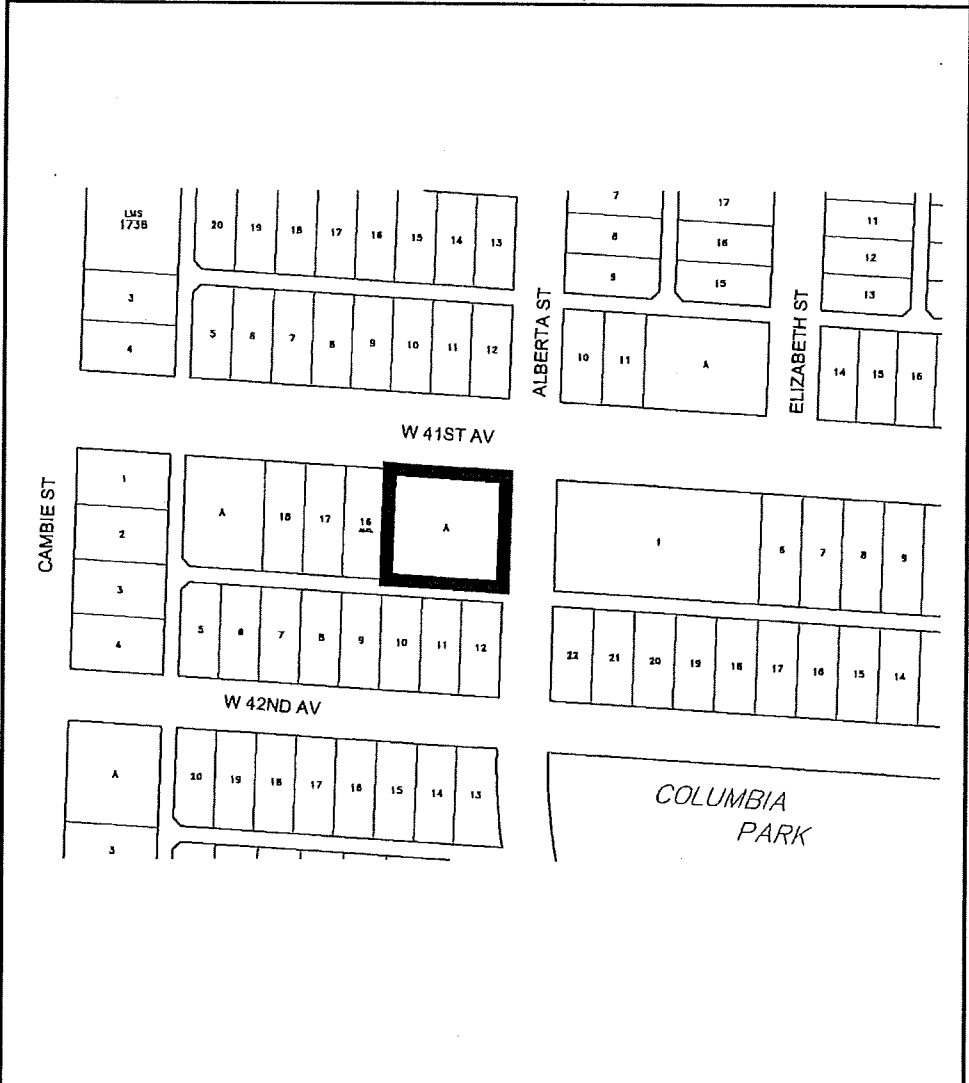 LMS
1738
20 19 18 17 16 15 14 13
3
4
5 6 7 8 9 10 11 12
7
8
9
17
16
15
11
12
13
ALBERTA ST
10 11 A
ELIZABETH ST
14 15 16
W 41ST AV
CAMBIE ST
1
2
3
4
A 18 17 16 A
1 6 7 8 9
5 6 7 8 9 10 11 12
22 21 20 19 18 17 16 15 14
W 42ND AV
A
3
20 19 18 17 16 15 14 13
COLUMBIA
PARK